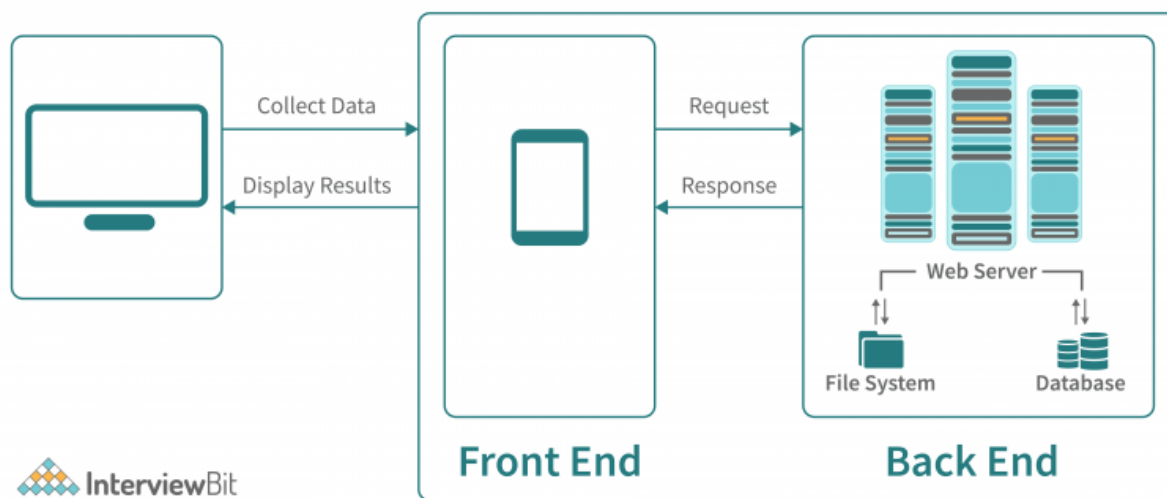 Collect Data
Display Results
Request
Response
Web Server
File System
Database
Front End
Back End
InterviewBit